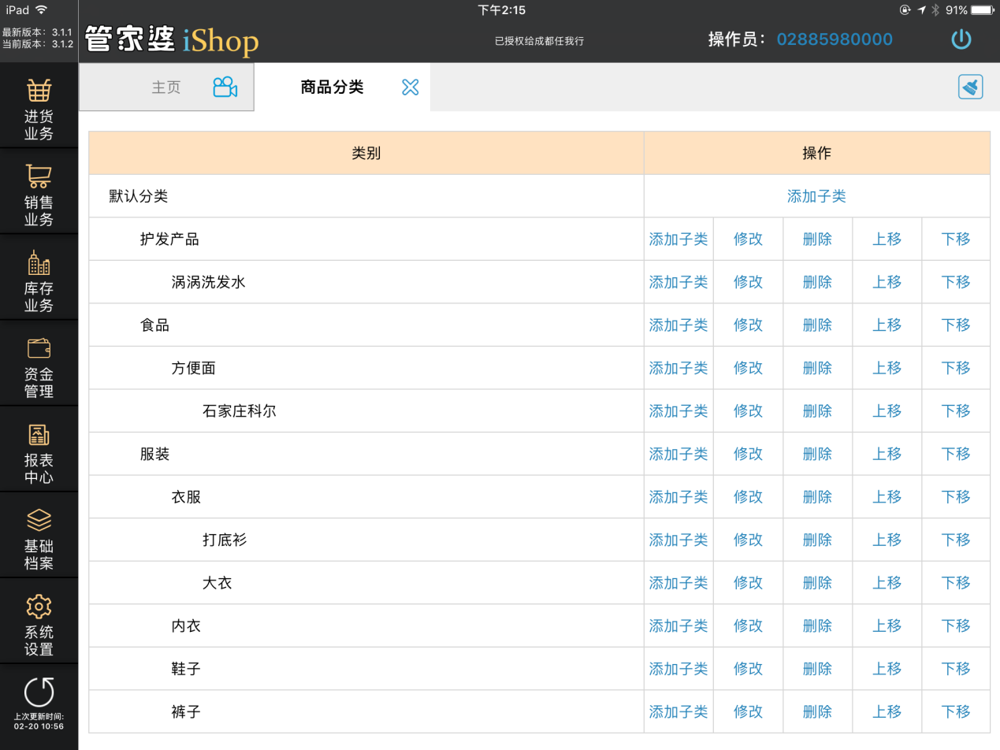 iPad 下午2:15 91%
最新版本：3.1.1
当前版本：3.1.2
管家婆 iShop
已授权给成都任我行
操作员： 02885980000
进货
业务
销售
业务
库存
业务
资金
管理
报表
中心
基础
档案
系统
设置
上次更新时间:
02-20 10:56
主页 商品分类
类别 操作
默认分类 添加子类
护发产品 添加子类 修改 删除 上移 下移
涡涡洗发水 添加子类 修改 删除 上移 下移
食品 添加子类 修改 删除 上移 下移
方便面 添加子类 修改 删除 上移 下移
石家庄科尔 添加子类 修改 删除 上移 下移
服装 添加子类 修改 删除 上移 下移
衣服 添加子类 修改 删除 上移 下移
打底衫 添加子类 修改 删除 上移 下移
大衣 添加子类 修改 删除 上移 下移
内衣 添加子类 修改 删除 上移 下移
鞋子 添加子类 修改 删除 上移 下移
裤子 添加子类 修改 删除 上移 下移